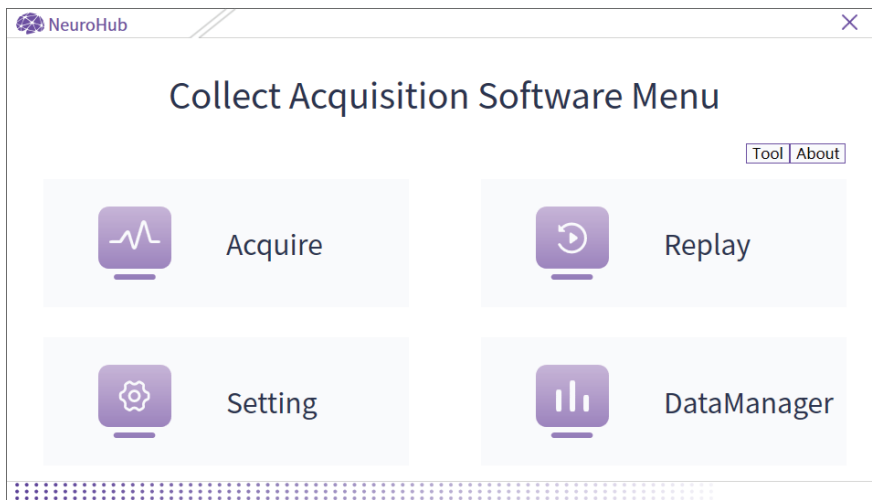 NeuroHub
Collect Acquisition Software Menu
Tool About
Acquire
Replay
Setting
DataManager